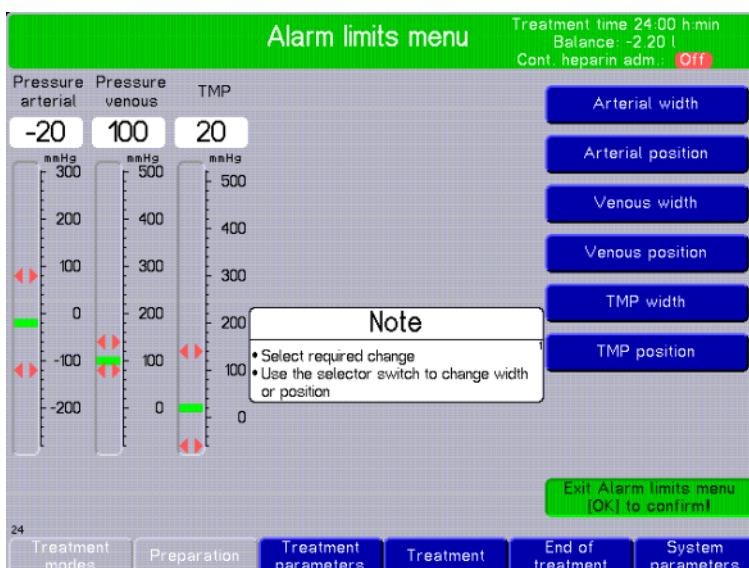 Alarm limits menu
Treatment time 24:00 h:min
Balance: -2.20 l
Cont. heparin adm.: Off
Pressure
arterial
Pressure
venous
TMP
-20
100
20
mmHg
300
200
100
0
-100
-200
mmHg
500
400
300
200
100
0
mmHg
500
400
300
200
100
0
Arterial width
Arterial position
Venous width
Venous position
TMP width
TMP position
Note
1
• Select required change
• Use the selector switch to change width
or position
Exit Alarm limits menu
[OK] to confirm!
24
Treatment
modes
Preparation
Treatment
parameters
Treatment
End of
treatment
System
parameters